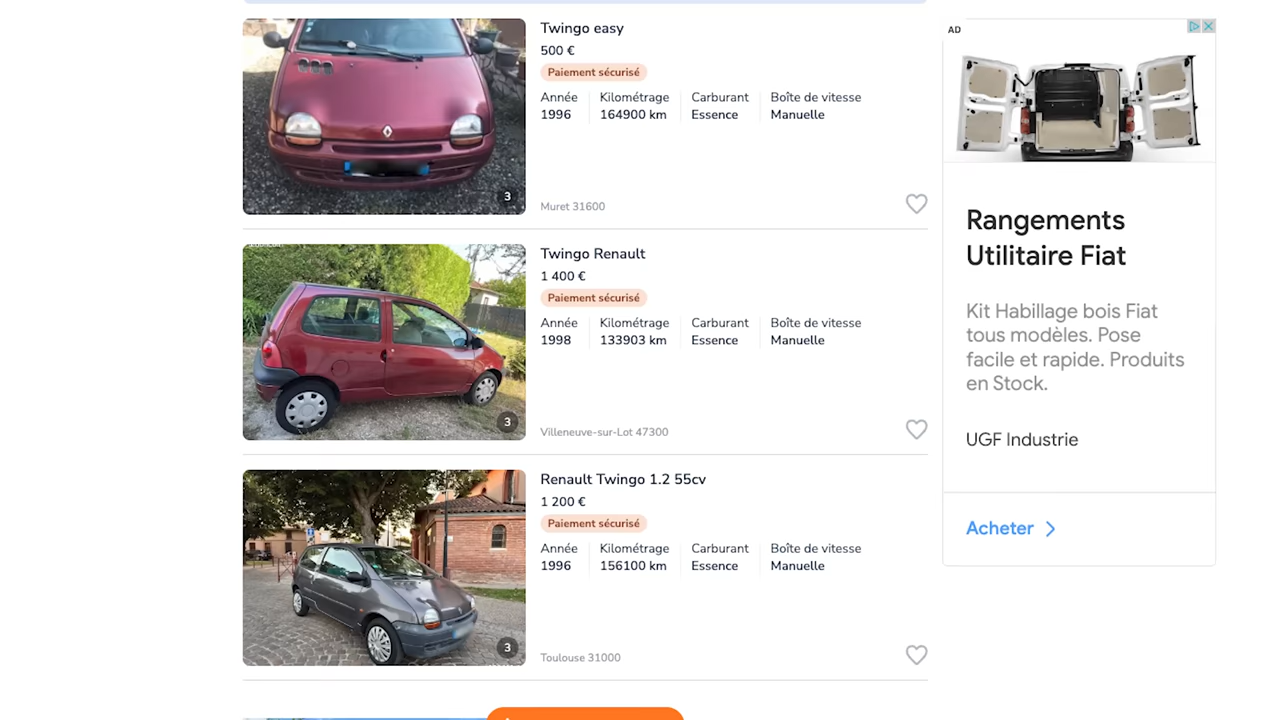 Twingo easy
500 €
Paiement sécurisé
Année Kilométrage Carburant Boîte de vitesse
1996 164900 km Essence Manuelle
3
Muret 31600
Twingo Renault
1 400 €
Paiement sécurisé
Année Kilométrage Carburant Boîte de vitesse
1998 133903 km Essence Manuelle
3
Villeneuve-sur-Lot 47300
Renault Twingo 1.2 55cv
1 200 €
Paiement sécurisé
Année Kilométrage Carburant Boîte de vitesse
1996 156100 km Essence Manuelle
3
Toulouse 31000
AD
Rangements
Utilitaire Fiat
Kit Habillage bois Fiat
tous modèles. Pose
facile et rapide. Produits
en Stock.
UGF Industrie
Acheter